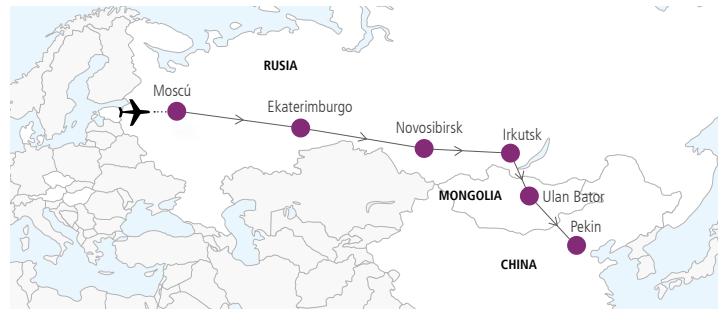 RUSIA
Moscú
Ekaterimburgo
Novosibirsk
Irkutsk
MONGOLIA
Ulan Bator
Pekin
CHINA